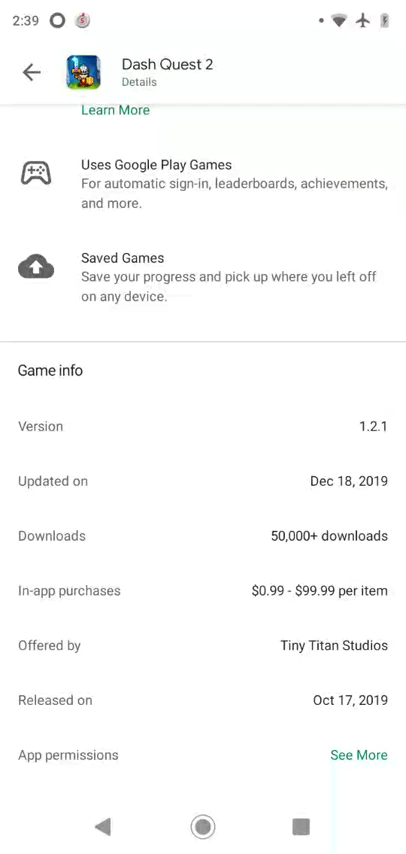 2:39
Dash Quest 2
Details
Learn More
Uses Google Play Games
For automatic sign-in, leaderboards, achievements,
and more.
Saved Games
Save your progress and pick up where you left off
on any device.
Game info
Version 1.2.1
Updated on Dec 18, 2019
Downloads 50,000+ downloads
In-app purchases $0.99 - $99.99 per item
Offered by Tiny Titan Studios
Released on Oct 17, 2019
App permissions See More